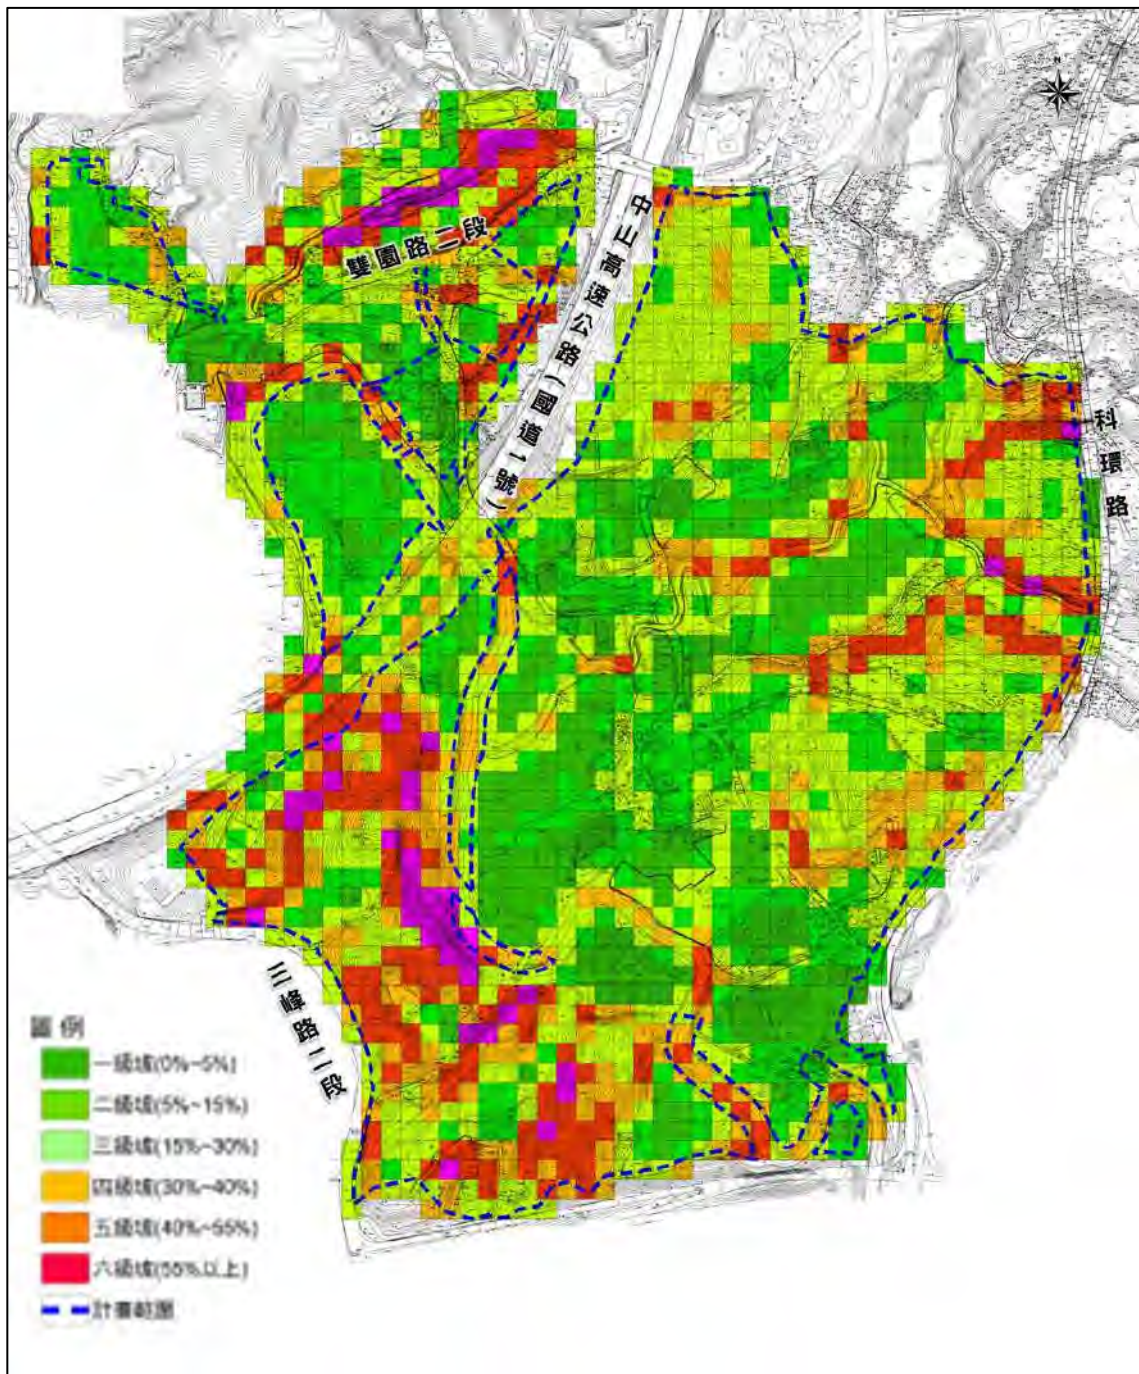 N
雙園路二段
中山高速公路(國道一號)
科環路
三峰路二段
圖例
一級坡(0%~5%)
二級坡(5%~15%)
三級坡(15%~30%)
四級坡(30%~40%)
五級坡(40%~55%)
六級坡(55%以上)
計畫範圍